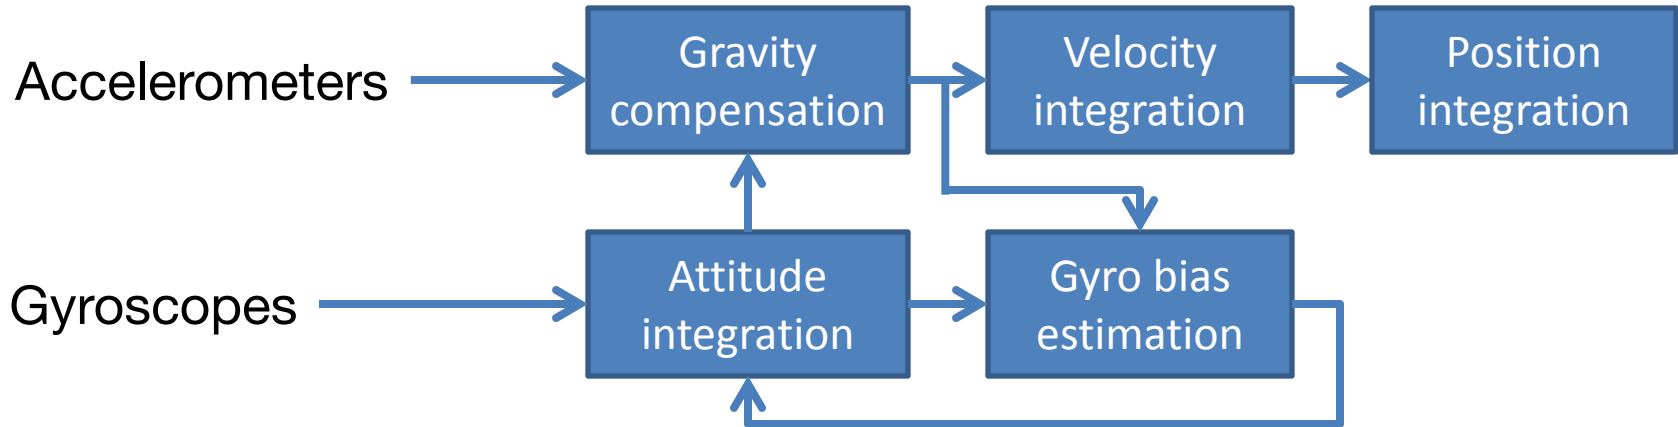 Accelerometers
Gravity
compensation
Velocity
integration
Position
integration
Gyroscopes
Attitude
integration
Gyro bias
estimation